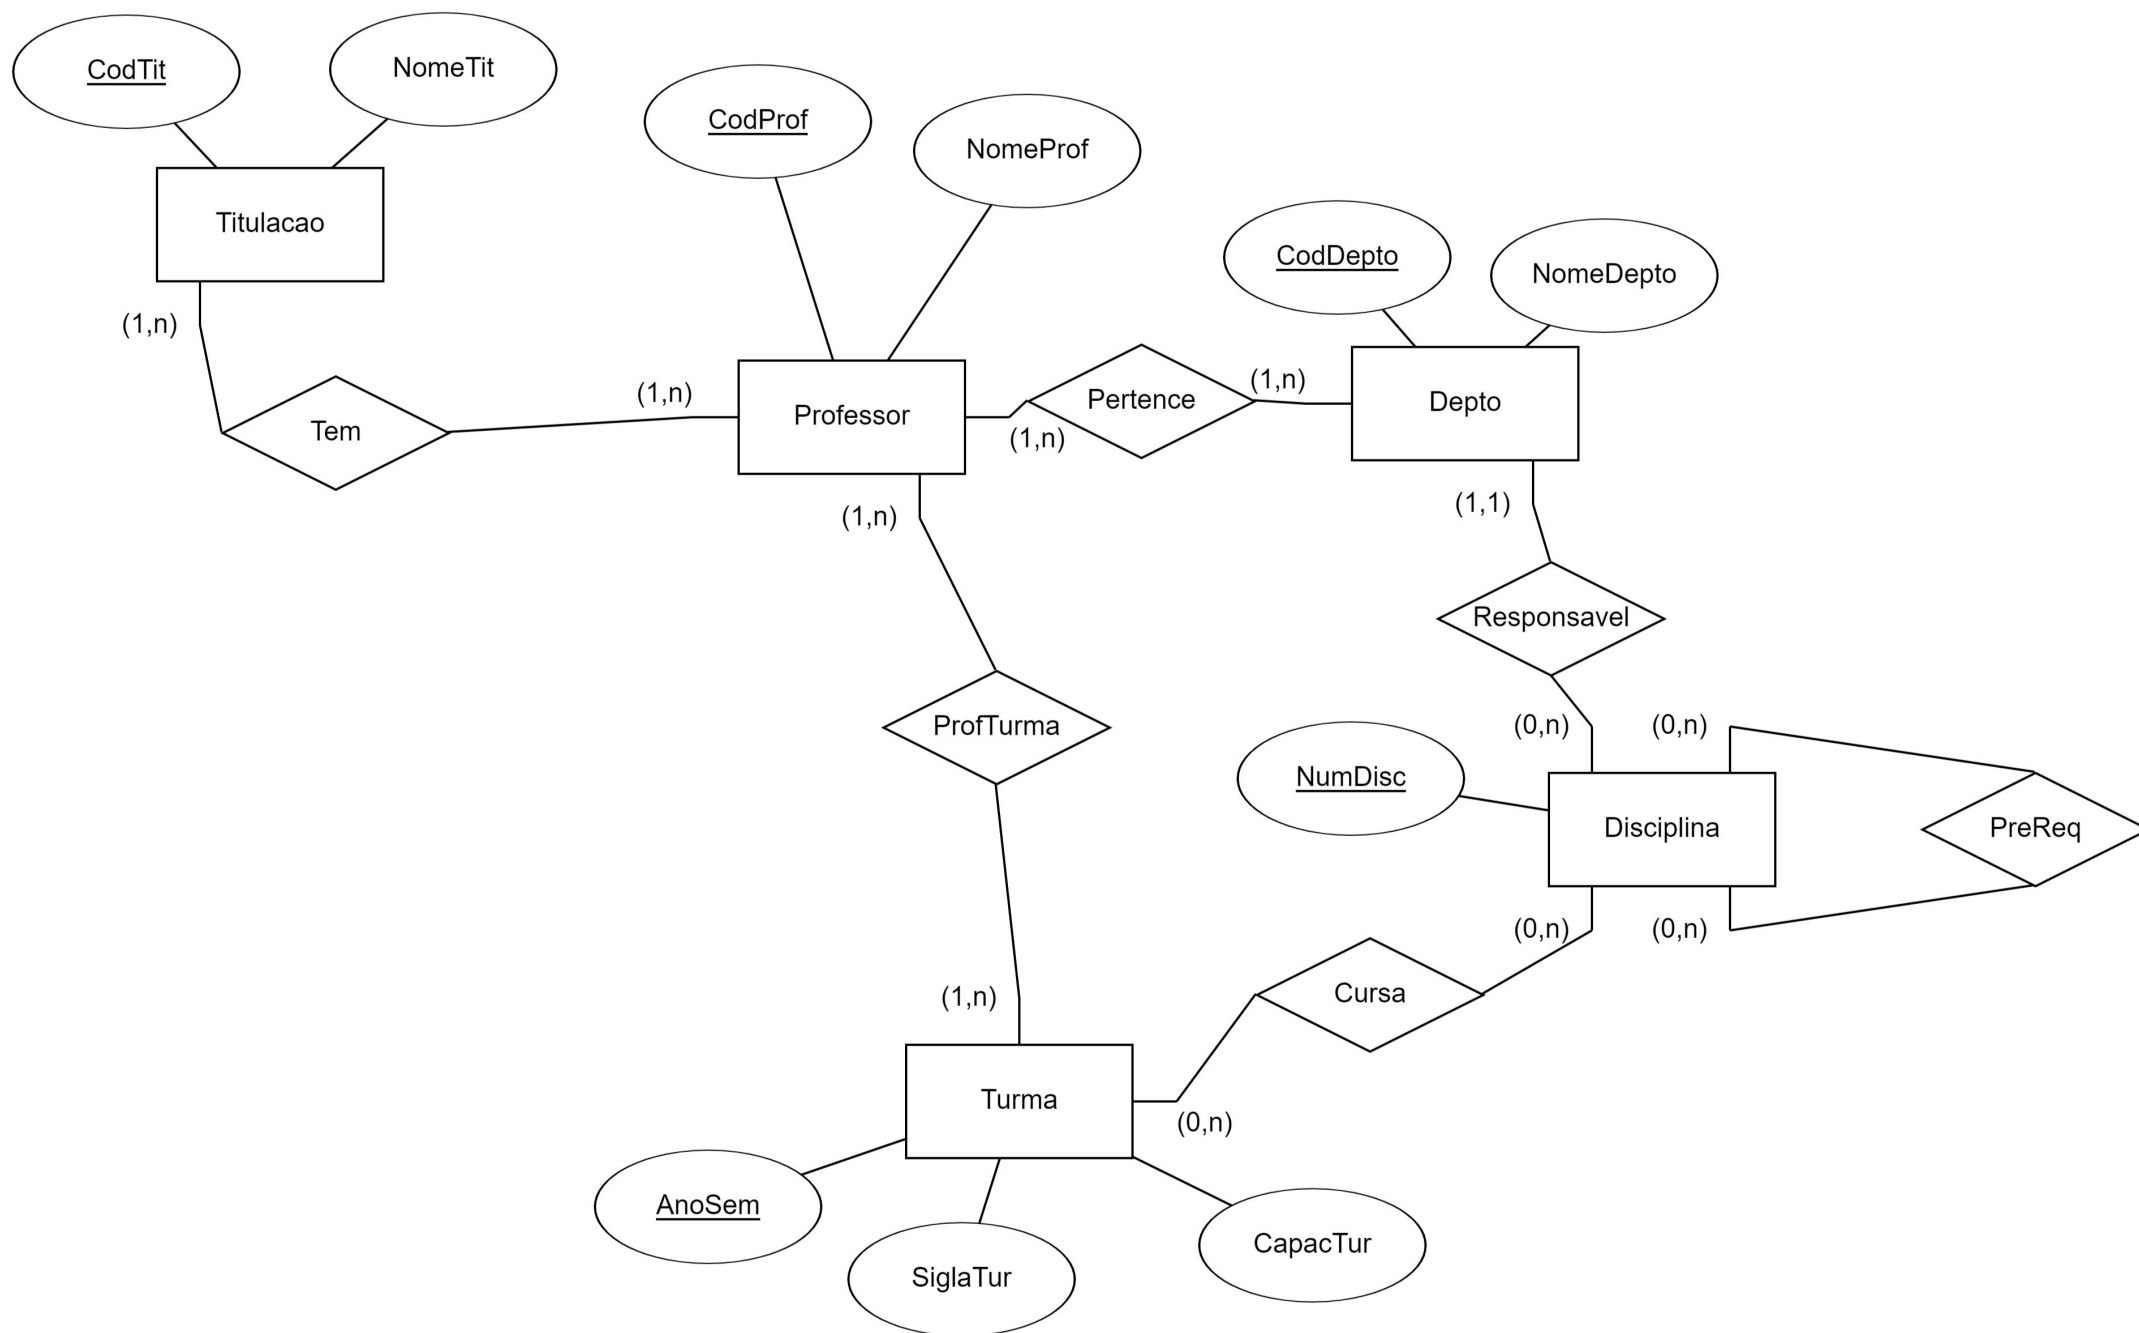 CodTit
NomeTit
CodProf
NomeProf
Titulacao
CodDepto
NomeDepto
(1,n)
(1,n)
(1,n)
Tem
Professor
Pertence
Depto
(1,n)
(1,n)
(1,1)
Responsavel
ProfTurma
(0,n)
(0,n)
NumDisc
Disciplina
PreReq
(0,n)
(0,n)
Cursa
(1,n)
Turma
(0,n)
AnoSem
SiglaTur
CapacTur